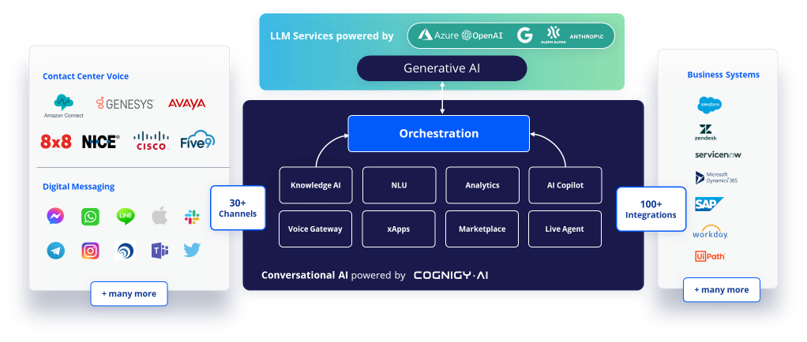 LLM Services powered by
Azure
OpenAI
ALEPH ALPHA
ANTHROPIC
Generative AI
Contact Center Voice
Amazon Connect
GENESYS
AVAYA
8x8
NICE
CISCO
Five9
Digital Messaging
LINE
+ many more
30+
Channels
Orchestration
Knowledge AI
NLU
Analytics
AI Copilot
Voice Gateway
xApps
Marketplace
Live Agent
Conversational AI powered by COGNIGY·AI
100+
Integrations
Business Systems
salesforce
zendesk
servicenow
Microsoft
Dynamics 365
SAP
workday
UiPath
+ many more